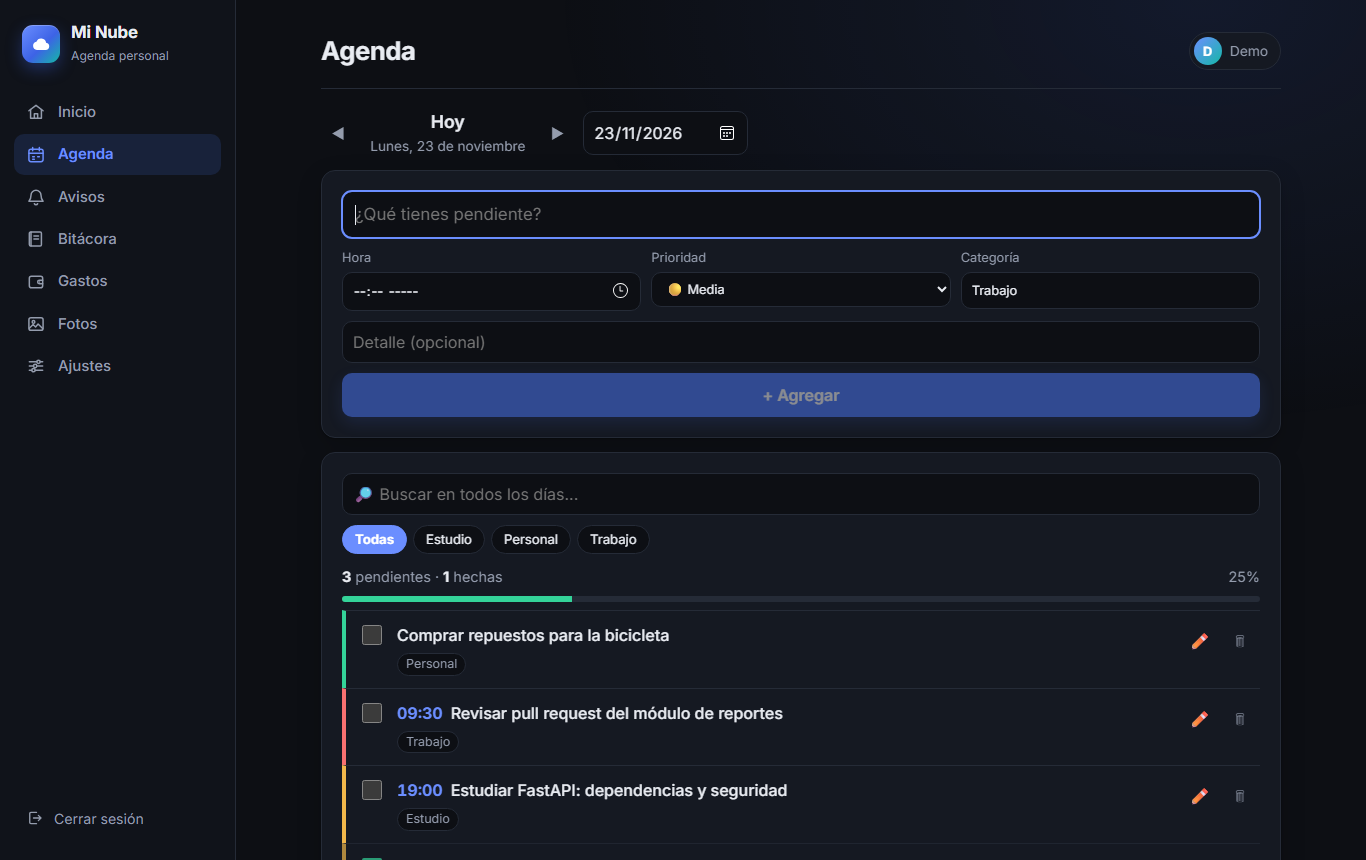 Mi Nube
Agenda personal
Inicio
Agenda
Avisos
Bitácora
Gastos
Fotos
Ajustes
Cerrar sesión
Agenda
D Demo
◀ Hoy ▶
Lunes, 23 de noviembre
23/11/2026
¿Qué tienes pendiente?
Hora Prioridad Categoría
--:-- ----- Media Trabajo
Detalle (opcional)
+ Agregar
🔎 Buscar en todos los días...
Todas Estudio Personal Trabajo
3 pendientes · 1 hechas 25%
Comprar repuestos para la bicicleta
Personal
09:30 Revisar pull request del módulo de reportes
Trabajo
19:00 Estudiar FastAPI: dependencias y seguridad
Estudio